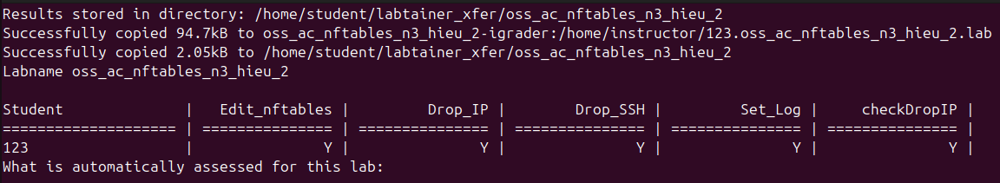 Results stored in directory: /home/student/labtainer_xfer/oss_ac_nftables_n3_hieu_2
Successfully copied 94.7kB to oss_ac_nftables_n3_hieu_2-igrader:/home/instructor/123.oss_ac_nftables_n3_hieu_2.lab
Successfully copied 2.05kB to /home/student/labtainer_xfer/oss_ac_nftables_n3_hieu_2
Labname oss_ac_nftables_n3_hieu_2
Student | Edit_nftables | Drop_IP | Drop_SSH | Set_Log | checkDropIP |
==================== | =============== | =============== | =============== | =============== | =============== |
123 | Y | Y | Y | Y | Y |
What is automatically assessed for this lab: